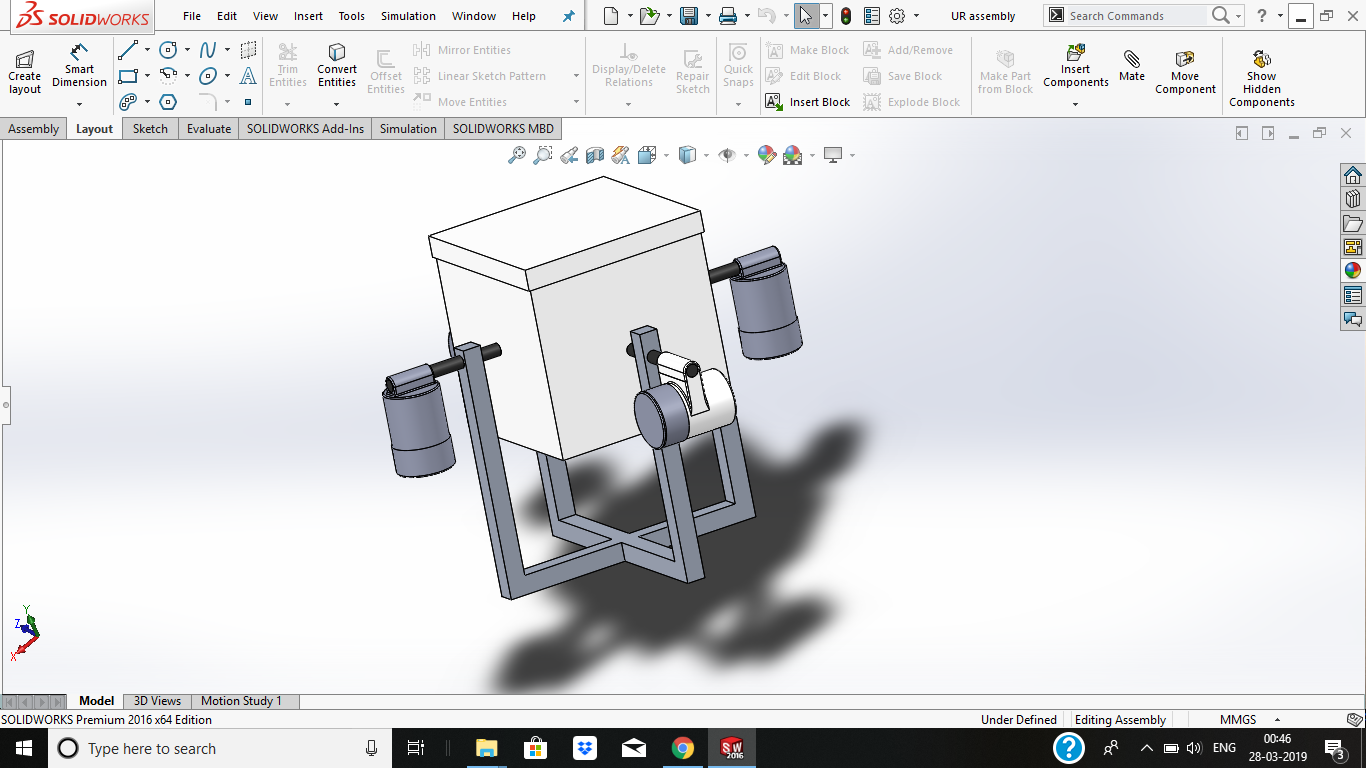 SOLIDWORKS
File Edit View Insert Tools Simulation Window Help
UR assembly
Search Commands
?
Create layout
Smart Dimension
Trim Entities
Convert Entities
Offset Entities
Mirror Entities
Linear Sketch Pattern
Move Entities
Display/Delete Relations
Repair Sketch
Quick Snaps
Make Block
Edit Block
Insert Block
Add/Remove
Save Block
Explode Block
Make Part from Block
Insert Components
Mate
Move Component
Show Hidden Components
Assembly Layout Sketch Evaluate SOLIDWORKS Add-Ins Simulation SOLIDWORKS MBD
Y
Z
X
Model 3D Views Motion Study 1
SOLIDWORKS Premium 2016 x64 Edition
Under Defined Editing Assembly MMGS
Type here to search
SW 2016
?
ENG
00:46
28-03-2019
3